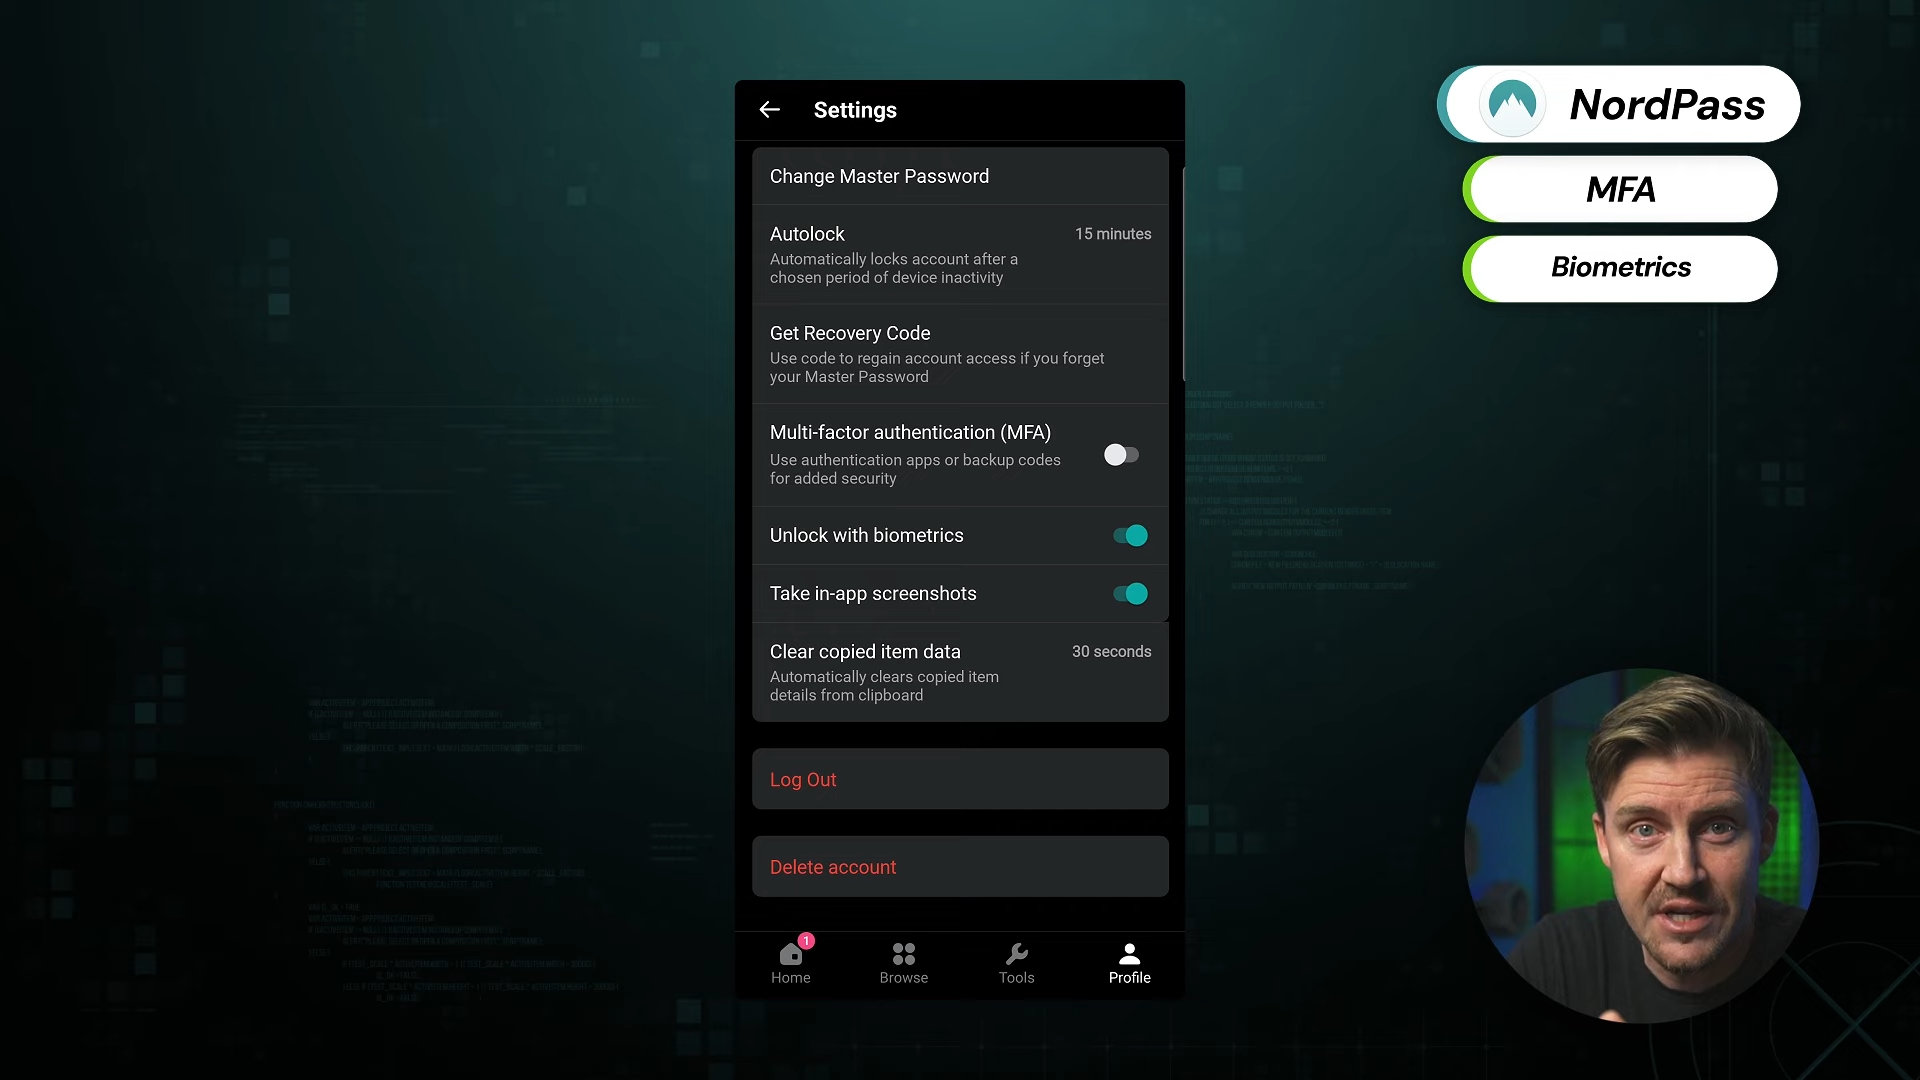 Settings
Change Master Password
Autolock
15 minutes
Automatically locks account after a
chosen period of device inactivity
Get Recovery Code
Use code to regain account access if you forget
your Master Password
Multi-factor authentication (MFA)
Use authentication apps or backup codes
for added security
Unlock with biometrics
Take in-app screenshots
Clear copied item data
30 seconds
Automatically clears copied item
details from clipboard
Log Out
Delete account
1
Home
Browse
Tools
Profile
NordPass
MFA
Biometrics